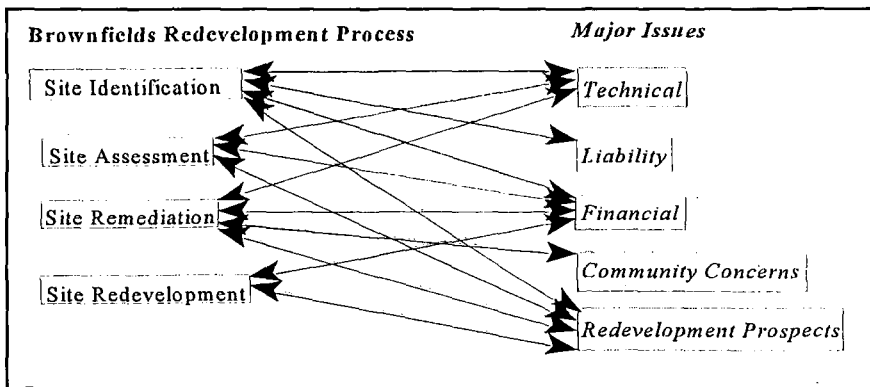 Brownfields Redevelopment Process
Major Issues
Site Identification
Technical
Site Assessment
Liability
Site Remediation
Financial
Community Concerns
Site Redevelopment
Redevelopment Prospects